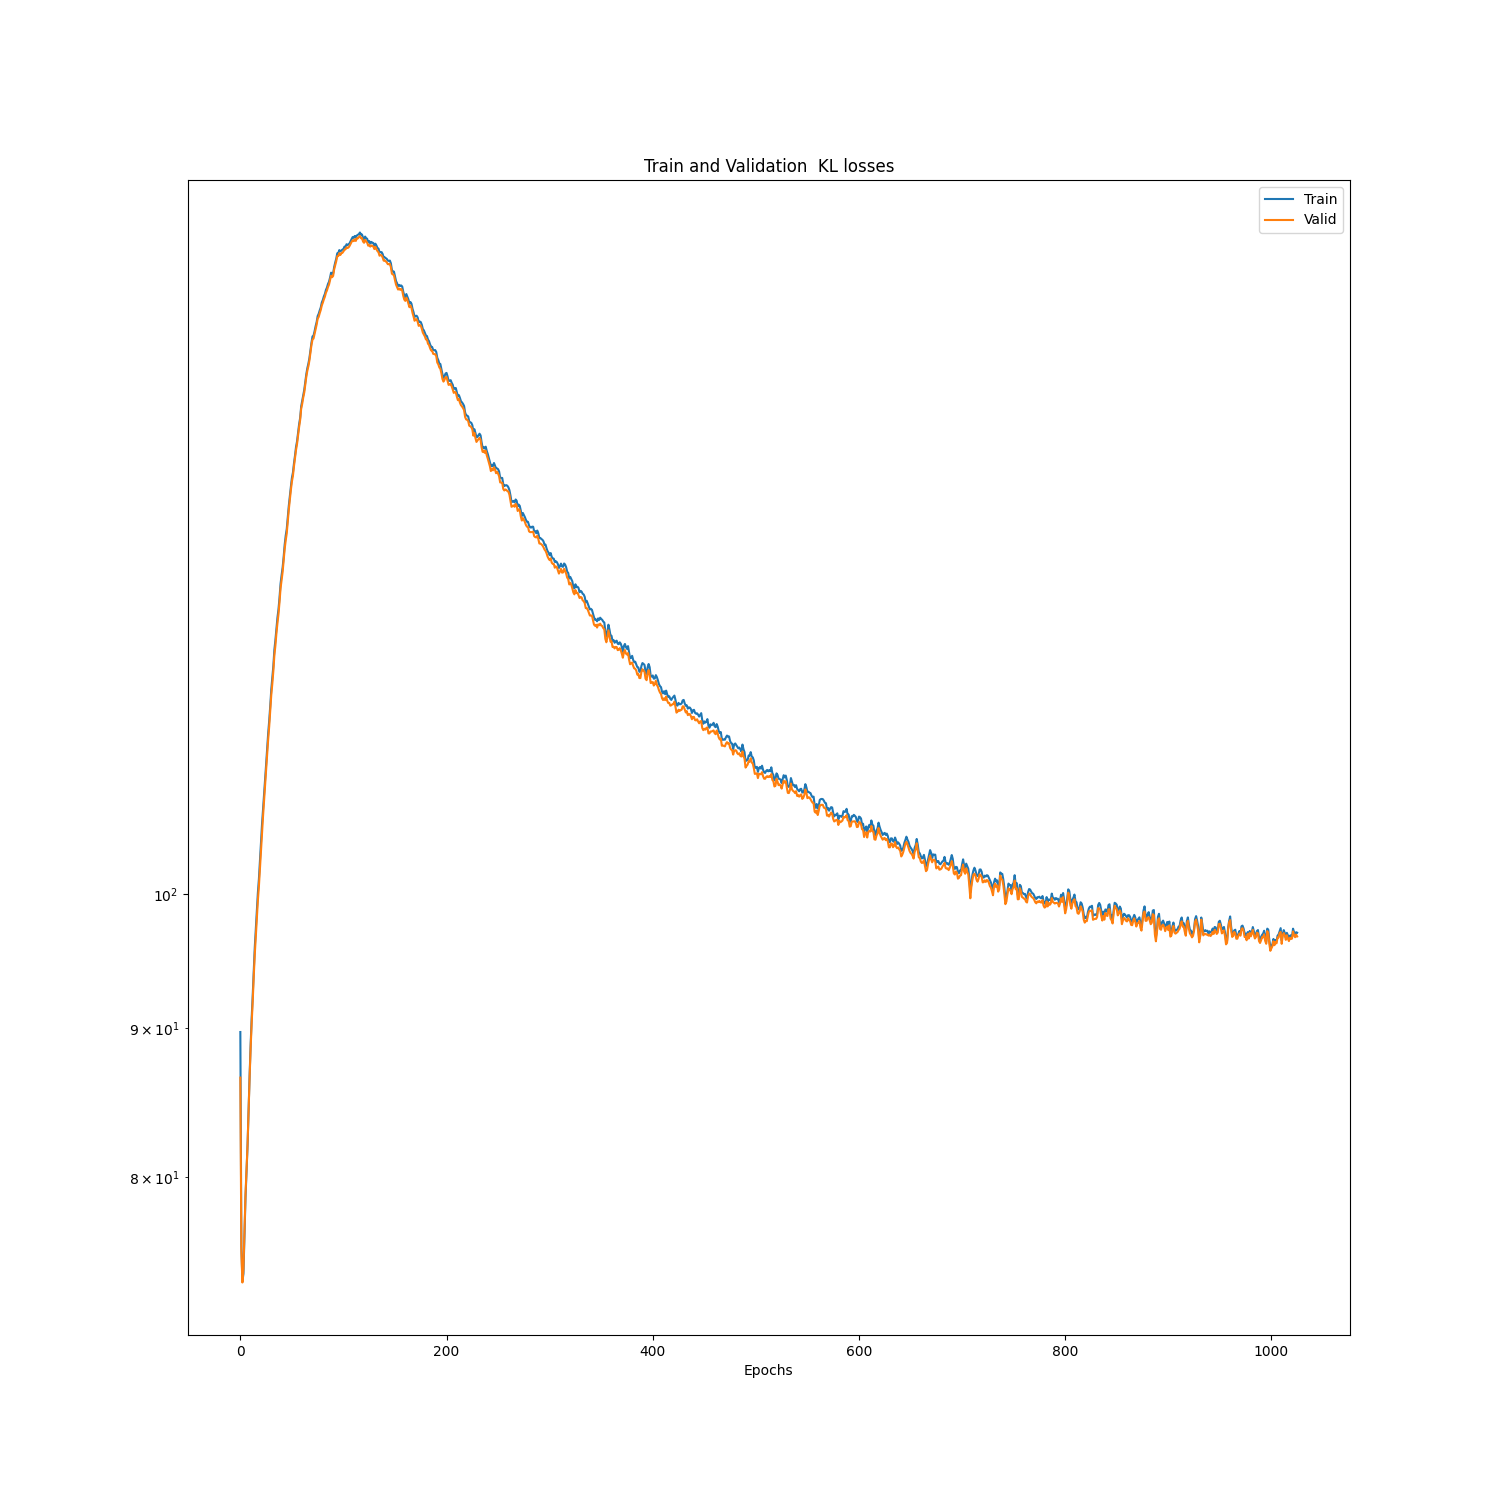 Train and Validation  KL losses
Train
Valid
10²
9 × 10¹
8 × 10¹
0 200 400 600 800 1000
Epochs